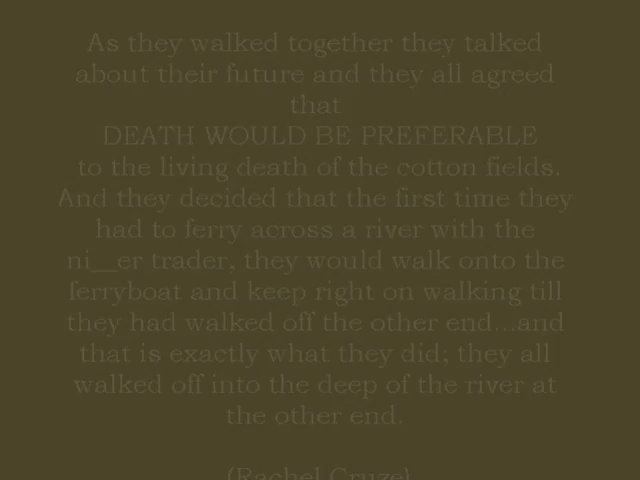 As they walked together they talked
about their future and they all agreed
that
DEATH WOULD BE PREFERABLE
to the living death of the cotton fields.
And they decided that the first time they
had to ferry across a river with the
ni__er trader, they would walk onto the
ferryboat and keep right on walking till
they had walked off the other end...and
that is exactly what they did; they all
walked off into the deep of the river at
the other end.
(Rachel Cruze)